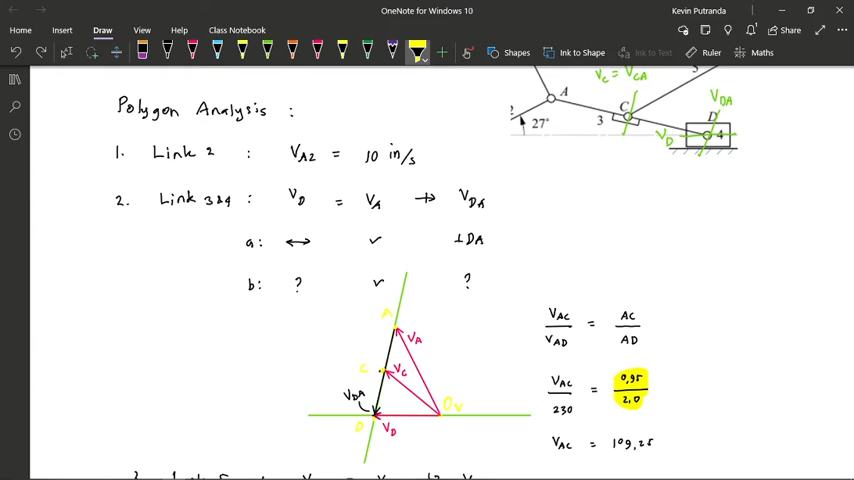 OneNote for Windows 10
Kevin Putranda
Home Insert Draw View Help Class Notebook
Share
Shapes Ink to Shape Ink to Text Ruler Maths
Polygon Analysis :
VC = VCA
A
2
27°
3
C
5
VDA
D
VD
4
1. Link 2 : VA2 = 10 in/s
2. Link 3&4 : VD = VA +> VDA
a: ↔ ✓ ⊥DA
b: ? ✓ ?
A
VA
C
VC
VDA
OV
D
VD
VAC / VAD = AC / AD
VAC / 230 = 0,95 / 2,0
VAC = 109,25